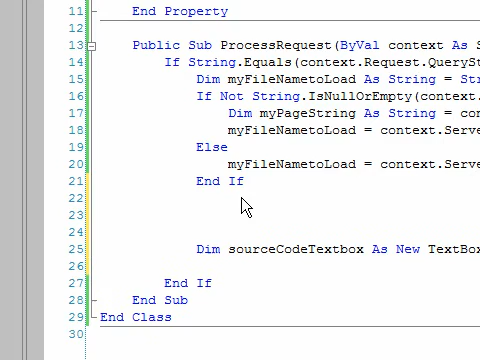 11 End Property
12
13 Public Sub ProcessRequest(ByVal context As S
14 If String.Equals(context.Request.QuerySt
15 Dim myFileNametoLoad As String = Str
16 If Not String.IsNullOrEmpty(context.
17 Dim myPageString As String = con
18 myFileNametoLoad = context.Serve
19 Else
20 myFileNametoLoad = context.Serve
21 End If
22
23
24
25 Dim sourceCodeTextbox As New TextBox
26
27 End If
28 End Sub
29 End Class
30